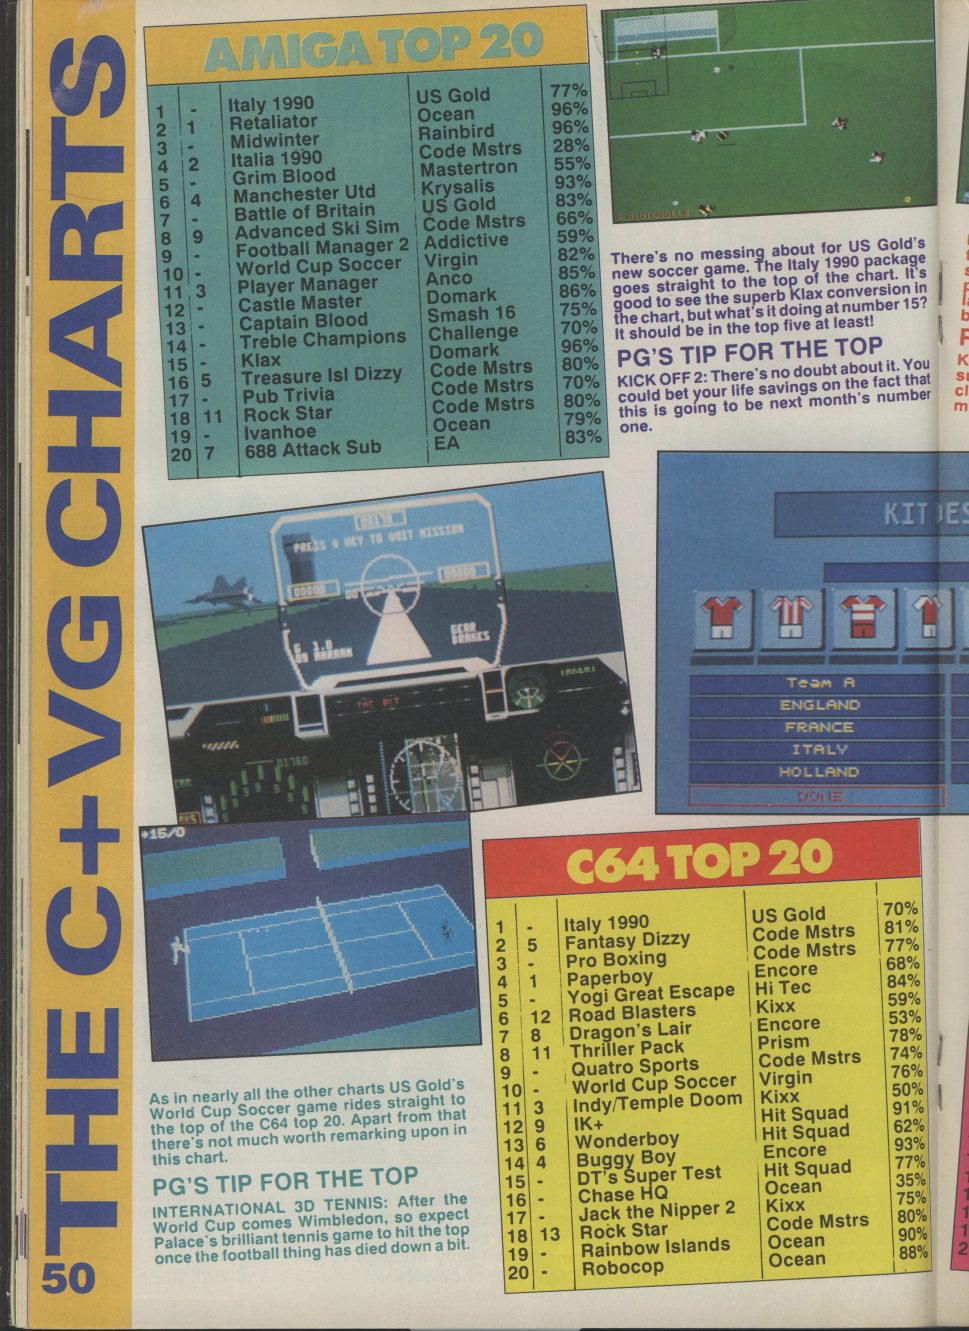 THE C+VG CHARTS
50
AMIGA TOP 20
1 - Italy 1990 US Gold 77%
2 1 Retaliator Ocean 96%
3 - Midwinter Rainbird 96%
4 2 Italia 1990 Code Mstrs 28%
5 - Grim Blood Mastertron 55%
6 4 Manchester Utd Krysalis 93%
7 - Battle of Britain US Gold 83%
8 9 Advanced Ski Sim Code Mstrs 66%
9 - Football Manager 2 Addictive 59%
10 - World Cup Soccer Virgin 82%
11 3 Player Manager Anco 85%
12 - Castle Master Domark 86%
13 - Captain Blood Smash 16 75%
14 - Treble Champions Challenge 70%
15 - Klax Domark 96%
16 5 Treasure Isl Dizzy Code Mstrs 80%
17 - Pub Trivia Code Mstrs 70%
18 11 Rock Star Code Mstrs 80%
19 - Ivanhoe Ocean 79%
20 7 688 Attack Sub EA 83%
There's no messing about for US Gold's
new soccer game. The Italy 1990 package
goes straight to the top of the chart. It's
good to see the superb Klax conversion in
the chart, but what's it doing at number 15?
It should be in the top five at least!
PG'S TIP FOR THE TOP
KICK OFF 2: There's no doubt about it. You
could bet your life savings on the fact that
this is going to be next month's number
one.
PRESS Q KEY TO QUIT MISSION
00000
00000
G 1.0
GEAR
BRAKES
KIT DES
Team A
ENGLAND
FRANCE
ITALY
HOLLAND
DONE
15/0
As in nearly all the other charts US Gold's
World Cup Soccer game rides straight to
the top of the C64 top 20. Apart from that
there's not much worth remarking upon in
this chart.
PG'S TIP FOR THE TOP
INTERNATIONAL 3D TENNIS: After the
World Cup comes Wimbledon, so expect
Palace's brilliant tennis game to hit the top
once the football thing has died down a bit.
C64 TOP 20
1 - Italy 1990 US Gold 70%
2 5 Fantasy Dizzy Code Mstrs 81%
3 - Pro Boxing Code Mstrs 77%
4 1 Paperboy Encore 68%
5 - Yogi Great Escape Hi Tec 84%
6 12 Road Blasters Kixx 59%
7 8 Dragon's Lair Encore 53%
8 11 Thriller Pack Prism 78%
9 - Quatro Sports Code Mstrs 74%
10 - World Cup Soccer Virgin 76%
11 3 Indy/Temple Doom Kixx 50%
12 9 IK+ Hit Squad 91%
13 6 Wonderboy Hit Squad 62%
14 4 Buggy Boy Encore 93%
15 - DT's Super Test Hit Squad 77%
16 - Chase HQ Ocean 35%
17 - Jack the Nipper 2 Kixx 75%
18 13 Rock Star Code Mstrs 80%
19 - Rainbow Islands Ocean 90%
20 - Robocop Ocean 88%